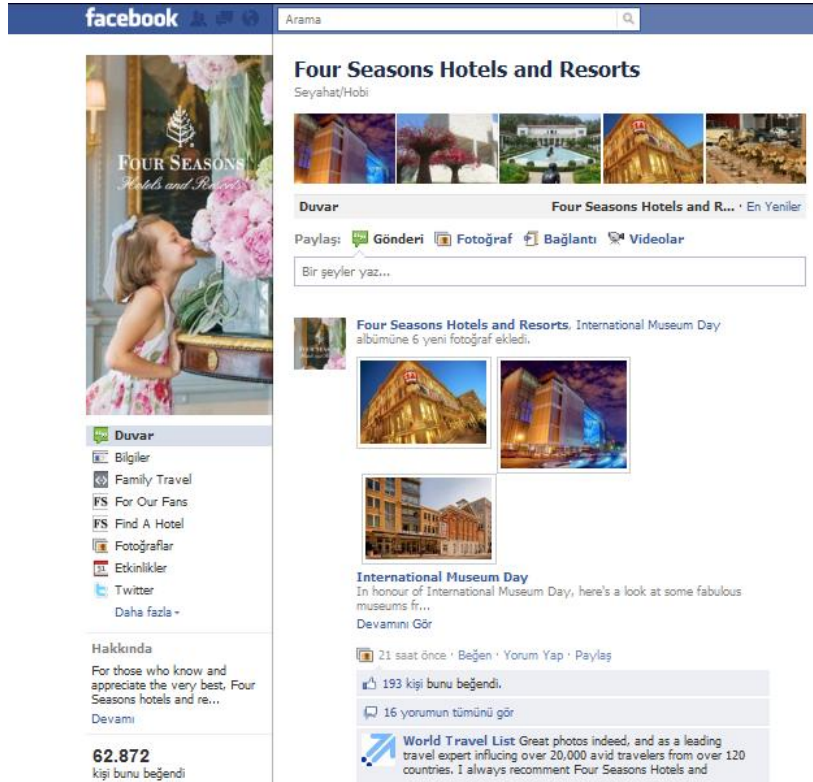 facebook
Arama
FOUR SEASONS
Hotels and Resorts
Four Seasons Hotels and Resorts
Seyahat/Hobi
Duvar
Four Seasons Hotels and R... · En Yeniler
Paylaş: Gönderi Fotoğraf Bağlantı Videolar
Bir şeyler yaz...
Four Seasons Hotels and Resorts, International Museum Day
albümüne 6 yeni fotoğraf ekledi.
International Museum Day
In honour of International Museum Day, here's a look at some fabulous
museums fr...
Devamını Gör
21 saat önce · Beğen · Yorum Yap · Paylaş
193 kişi bunu beğendi.
16 yorumun tümünü gör
World Travel List Great photos indeed, and as a leading
travel expert influcing over 20,000 avid travelers from over 120
countries. I always recomment Four Seasons Hotels and
Duvar
Bilgiler
Family Travel
FS For Our Fans
FS Find A Hotel
Fotoğraflar
31 Etkinlikler
Twitter
Daha fazla
Hakkında
For those who know and
appreciate the very best, Four
Seasons hotels and re...
Devamı
62.872
kişi bunu beğendi